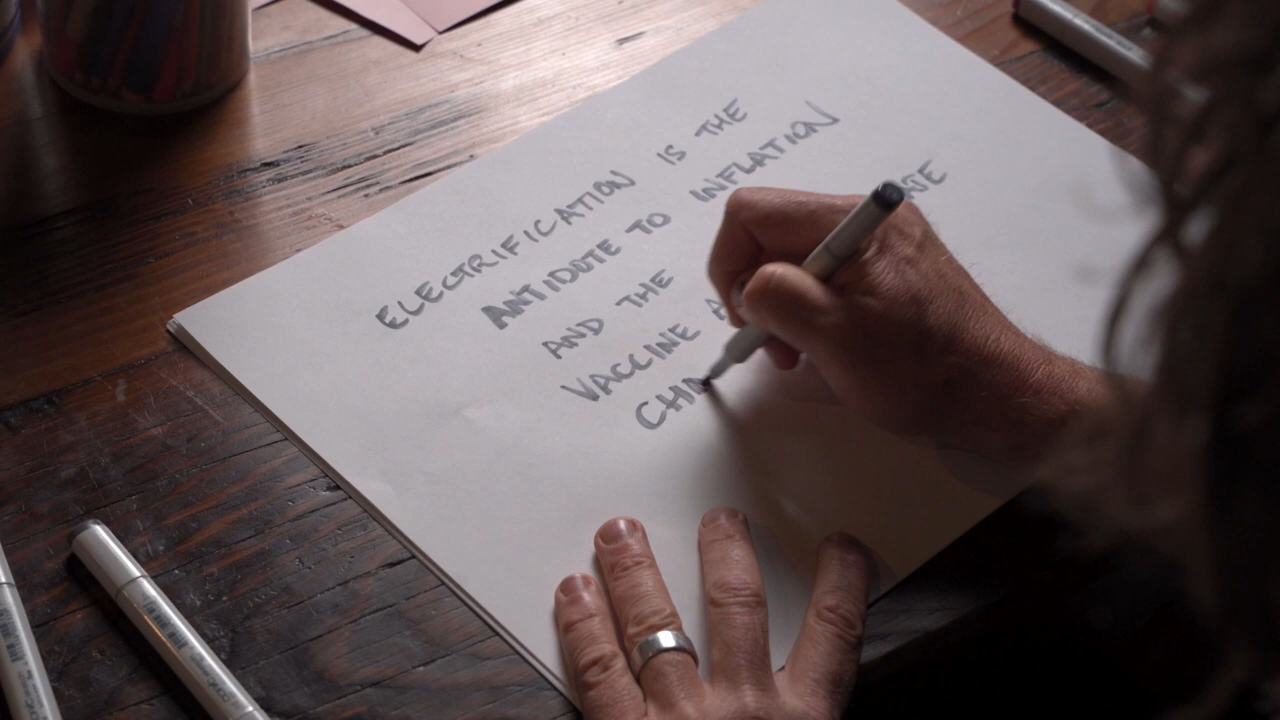 ELECTRIFICATION IS THE
ANTIDOTE TO INFLATION
AND THE
VACCINE